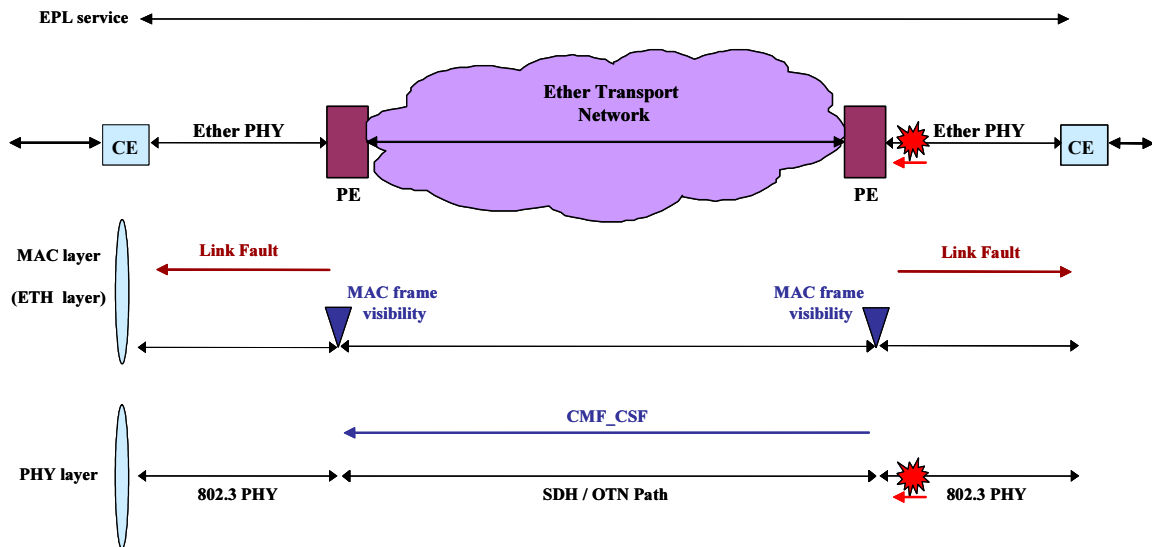 EPL service
Ether Transport
Network
Ether PHY
Ether PHY
CE
CE
PE
PE
MAC layer
(ETH layer)
Link Fault
Link Fault
MAC frame
visibility
MAC frame
visibility
CMF_CSF
PHY layer
802.3 PHY
SDH / OTN Path
802.3 PHY